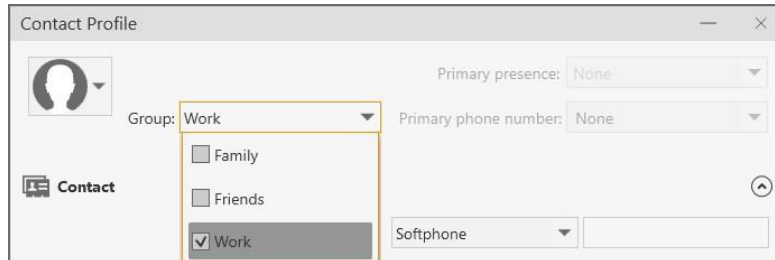 Contact Profile
Primary presence: None
Group: Work Primary phone number: None
Family
Contact
Friends
Work Softphone